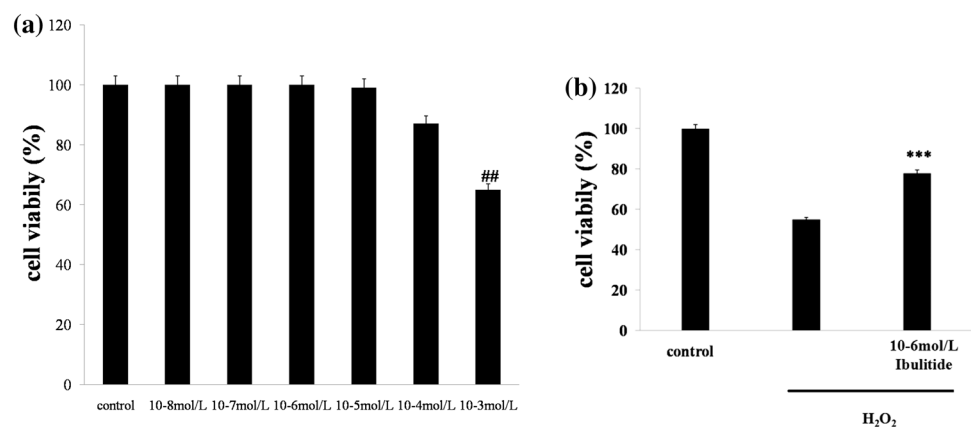 (a)
120
100
80
60
40
20
0
cell viabily (%)
##
control 10-8mol/L 10-7mol/L 10-6mol/L 10-5mol/L 10-4mol/L 10-3mol/L
(b)
120
100
80
60
40
20
0
cell viability (%)
***
control
10-6mol/L
Ibulitide
H₂O₂